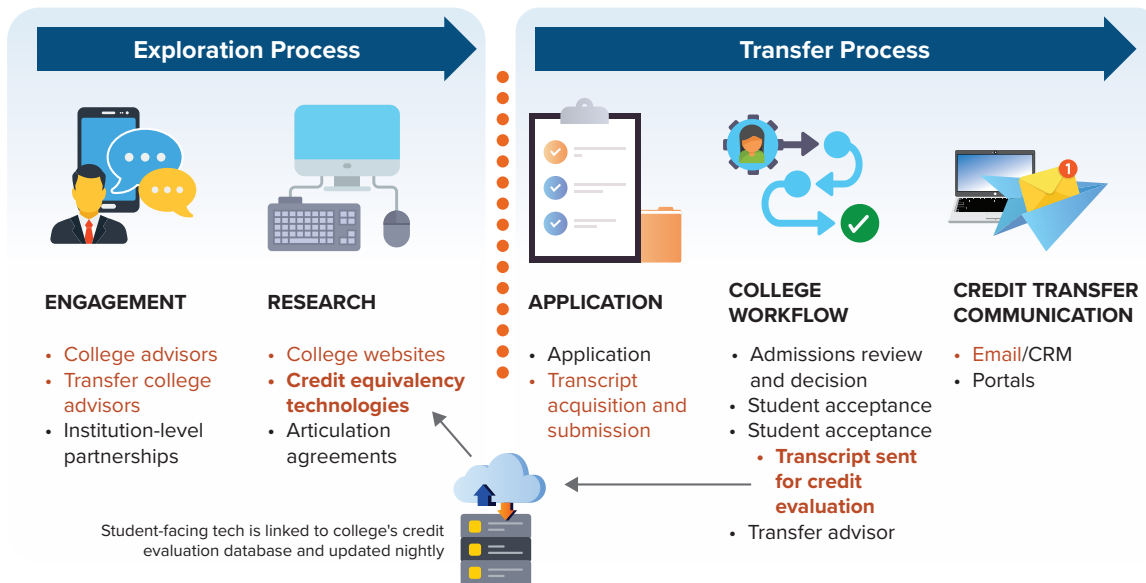 Exploration Process
Transfer Process
1
ENGAGEMENT
• College advisors
• Transfer college
advisors
• Institution-level
partnerships
RESEARCH
• College websites
• Credit equivalency
technologies
• Articulation
agreements
APPLICATION
• Application
• Transcript
acquisition and
submission
COLLEGE
WORKFLOW
• Admissions review
and decision
• Student acceptance
• Student acceptance
• Transcript sent
for credit
evaluation
• Transfer advisor
CREDIT TRANSFER
COMMUNICATION
• Email/CRM
• Portals
Student-facing tech is linked to college's credit
evaluation database and updated nightly